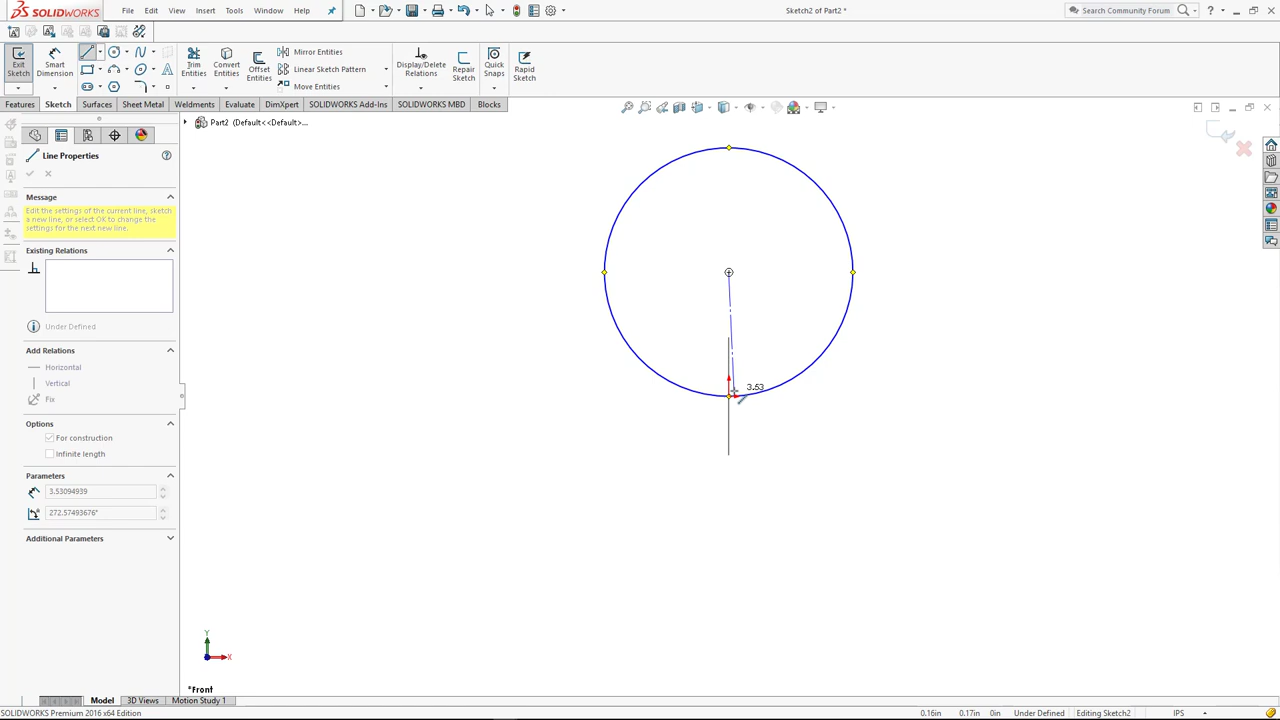 SOLIDWORKS File Edit View Insert Tools Window Help Sketch2 of Part2 * Search Community Forum ?
Exit Sketch
Smart Dimension
Trim Entities
Convert Entities
Offset Entities
Mirror Entities
Linear Sketch Pattern
Move Entities
Display/Delete Relations
Repair Sketch
Quick Snaps
Rapid Sketch
Features Sketch Surfaces Sheet Metal Weldments Evaluate DimXpert SOLIDWORKS Add-Ins SOLIDWORKS MBD Blocks
Part2 (Default<<Default>...
Line Properties
Message
Edit the settings of the current line, sketch
a new line, or select OK to change the
settings for the next new line.
Existing Relations
Under Defined
Add Relations
Horizontal
Vertical
Fix
Options
For construction
Infinite length
Parameters
3.53094939
272.57493676°
Additional Parameters
3.53
Y
X
*Front
Model 3D Views Motion Study 1
SOLIDWORKS Premium 2016 x64 Edition 0.16in 0.17in 0in Under Defined Editing Sketch2 IPS